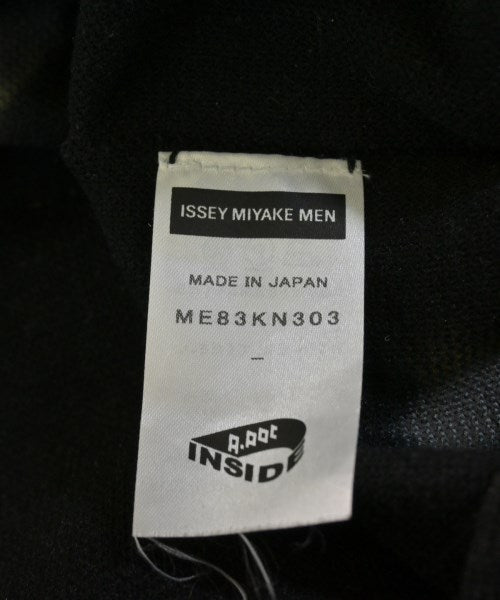 ISSEY MIYAKE MEN
MADE IN JAPAN
ME83KN303
–
A.POC
INSIDE